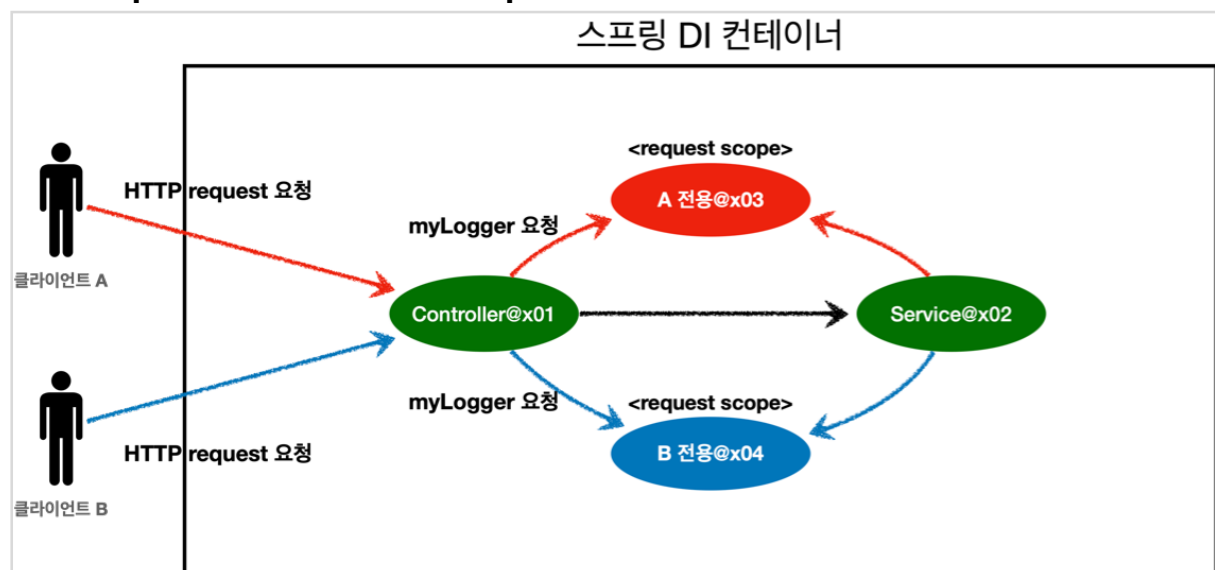 스프링 DI 컨테이너
<request scope>
HTTP request 요청
A 전용@x03
myLogger 요청
클라이언트 A
Controller@x01
Service@x02
myLogger 요청
<request scope>
HTTP request 요청
B 전용@x04
클라이언트 B